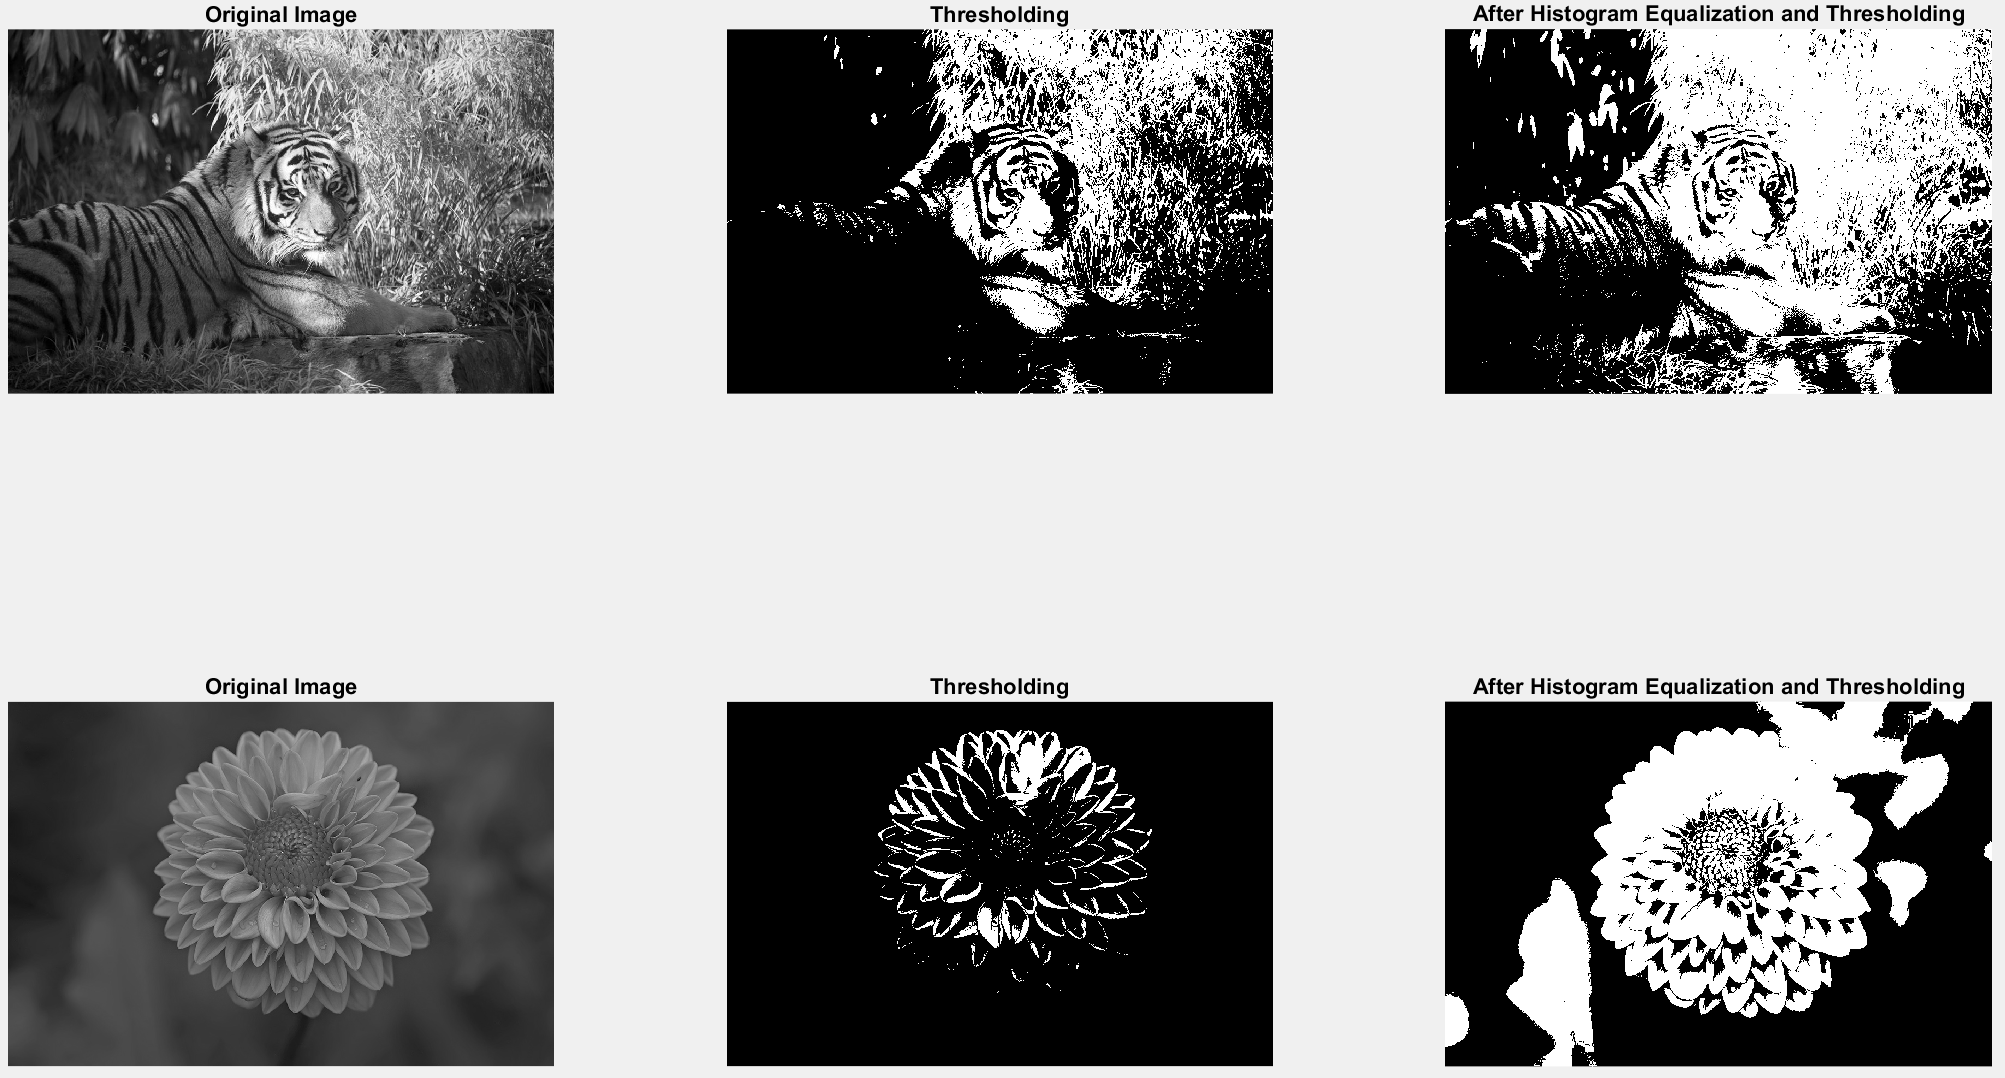 Original Image
Thresholding
After Histogram Equalization and Thresholding
Original Image
Thresholding
After Histogram Equalization and Thresholding